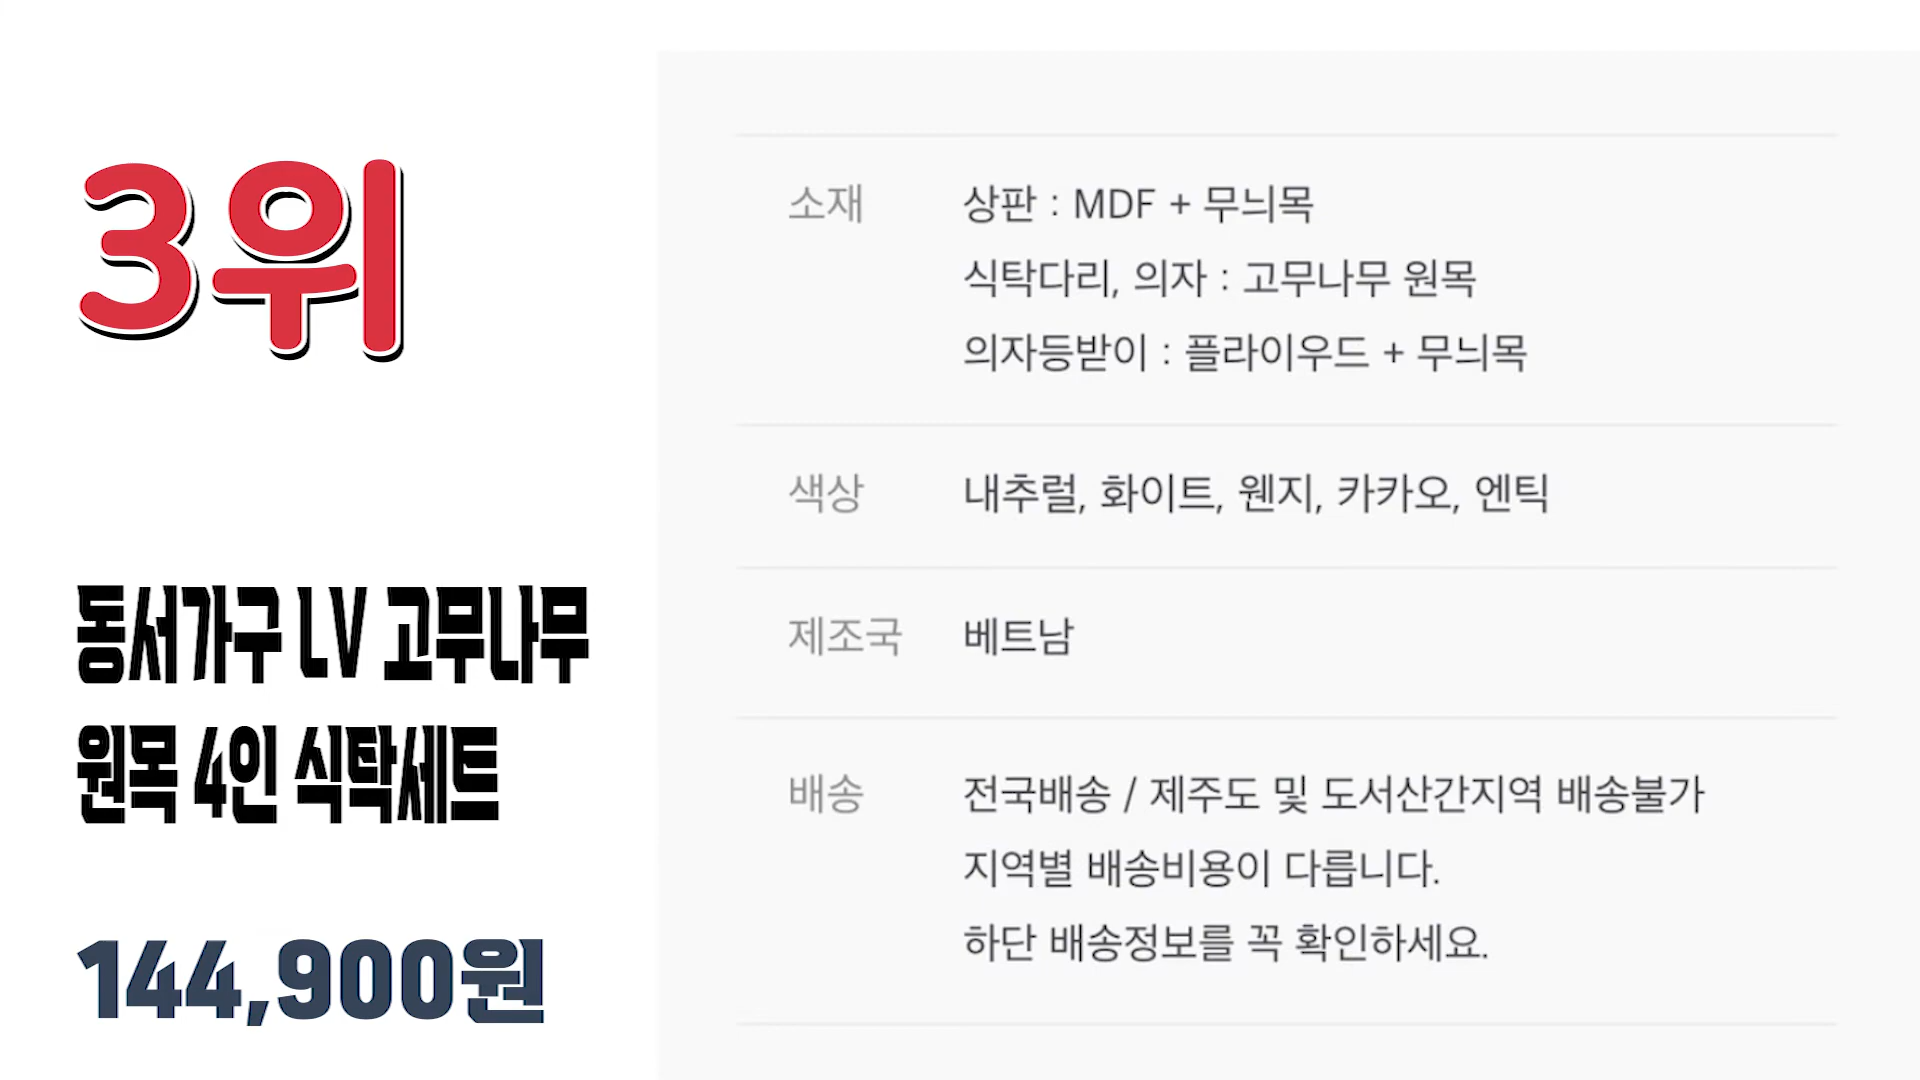 3위
동서가구 LV 고무나무
원목 4인 식탁세트
144,900원
소재 상판 : MDF + 무늬목
식탁다리, 의자 : 고무나무 원목
의자등받이 : 플라이우드 + 무늬목
색상 내추럴, 화이트, 웬지, 카카오, 엔틱
제조국 베트남
배송 전국배송 / 제주도 및 도서산간지역 배송불가
지역별 배송비용이 다릅니다.
하단 배송정보를 꼭 확인하세요.